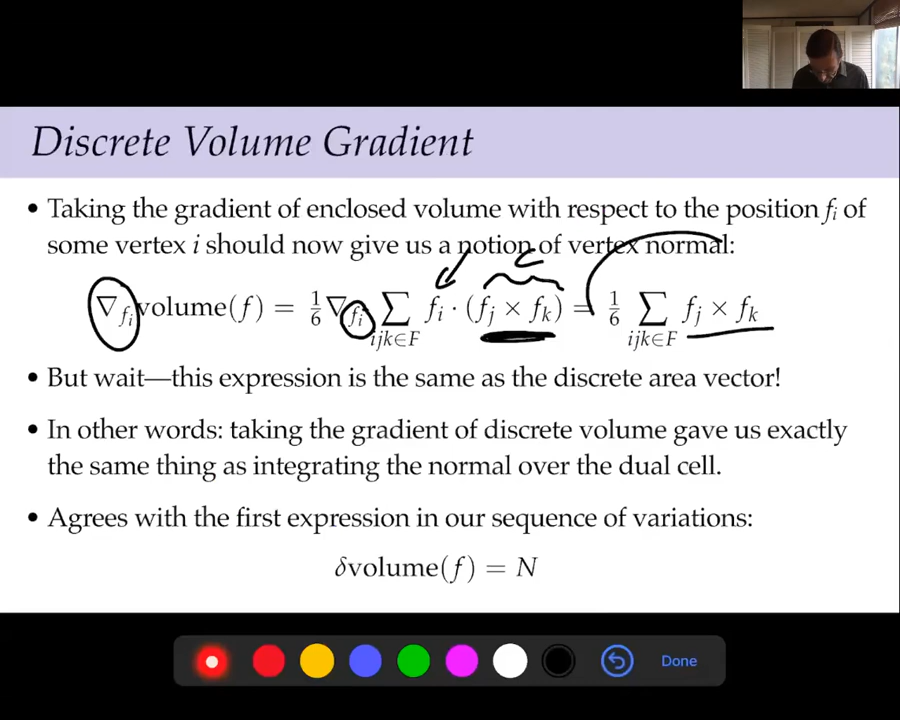 Discrete Volume Gradient
• Taking the gradient of enclosed volume with respect to the position fᵢ of
some vertex i should now give us a notion of vertex normal:
∇_{fᵢ} volume(f) = 1/6 ∇_{fᵢ} ∑_{ijk∈F} fᵢ · (fⱼ × fₖ) = 1/6 ∑_{ijk∈F} fⱼ × fₖ
c
• But wait—this expression is the same as the discrete area vector!
• In other words: taking the gradient of discrete volume gave us exactly
the same thing as integrating the normal over the dual cell.
• Agrees with the first expression in our sequence of variations:
δvolume(f) = N
Done